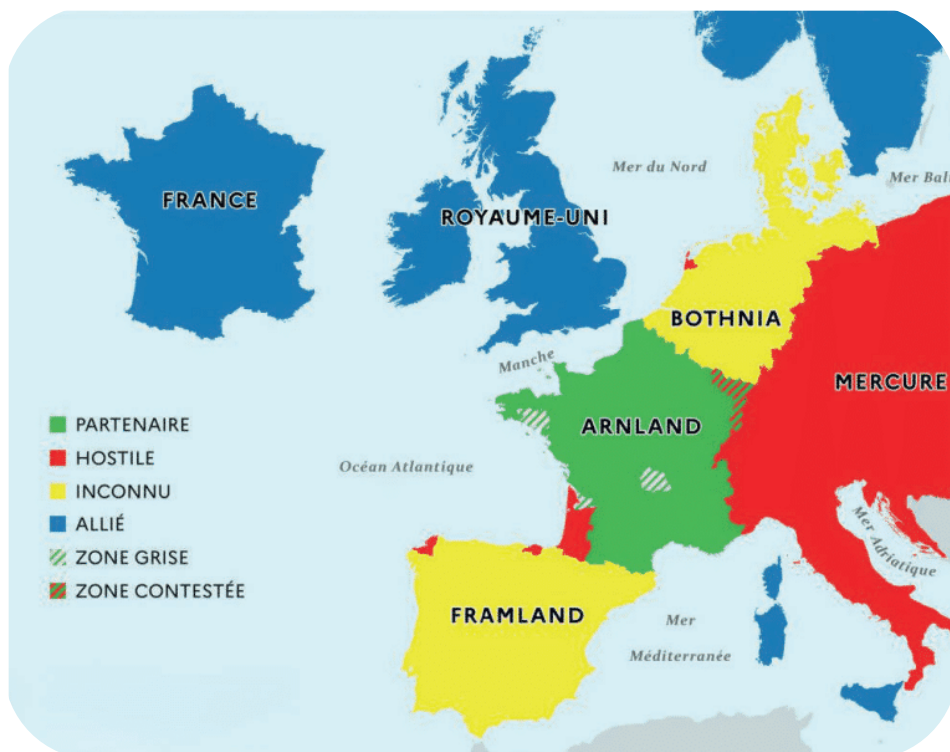 Mer du Nord
Mer Balt
FRANCE
ROYAUME-UNI
BOTHNIA
Manche
MERCURE
PARTENAIRE
ARNLAND
HOSTILE
Océan Atlantique
INCONNU
ALLIÉ
Mer Adriatique
ZONE GRISE
ZONE CONTESTÉE
FRAMLAND
Mer
Méditerranée